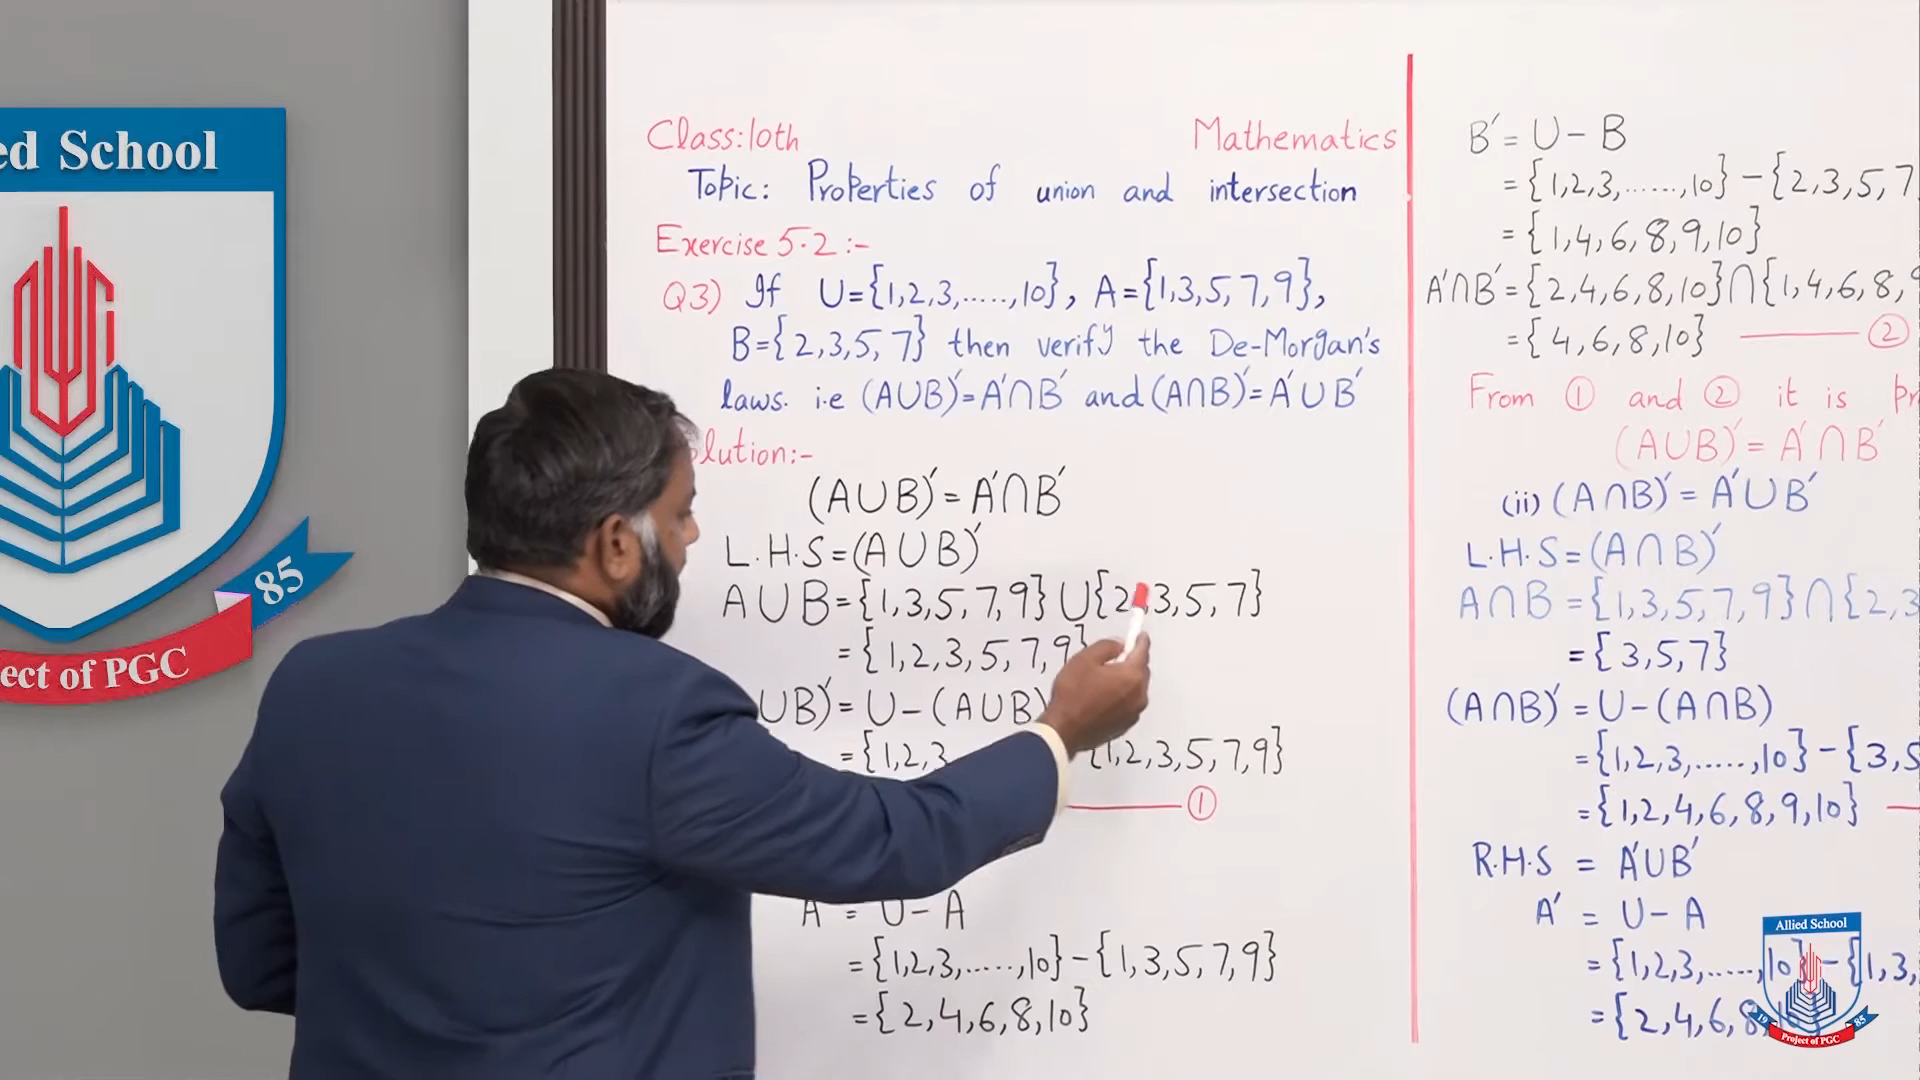 ed School
85
ect of PGC
Class:10th Mathematics
Topic: Properties of union and intersection
Exercise 5.2:-
Q3) If U={1,2,3,.....,10}, A={1,3,5,7,9},
B={2,3,5,7} then verify the De-Morgan's
laws. i.e (A∪B)′=A′∩B′ and (A∩B)′=A′∪B′
lution:-
(A∪B)′=A′∩B′
L.H.S=(A∪B)′
A∪B={1,3,5,7,9}∪{2,3,5,7}
={1,2,3,5,7,9}
∪B)′=U-(A∪B)
={1,2,3 {1,2,3,5,7,9}
①
A = U-A
={1,2,3,.....,10}-{1,3,5,7,9}
={2,4,6,8,10}
B′=U-B
={1,2,3,......,10}-{2,3,5,7
={1,4,6,8,9,10}
A′∩B′={2,4,6,8,10}∩{1,4,6,8,9
={4,6,8,10} ②
From ① and ② it is pr
(A∪B)′=A′∩B′
(ii) (A∩B)′=A′∪B′
L.H.S=(A∩B)′
A∩B={1,3,5,7,9}∩{2,3
={3,5,7}
(A∩B)′=U-(A∩B)
={1,2,3,.....,10}-{3,5
={1,2,4,6,8,9,10}
R.H.S = A′∪B′
A′ = U-A
={1,2,3,.....,10}-{1,3,
={2,4,6,8,10}
Allied School
19 85
Project of PGC